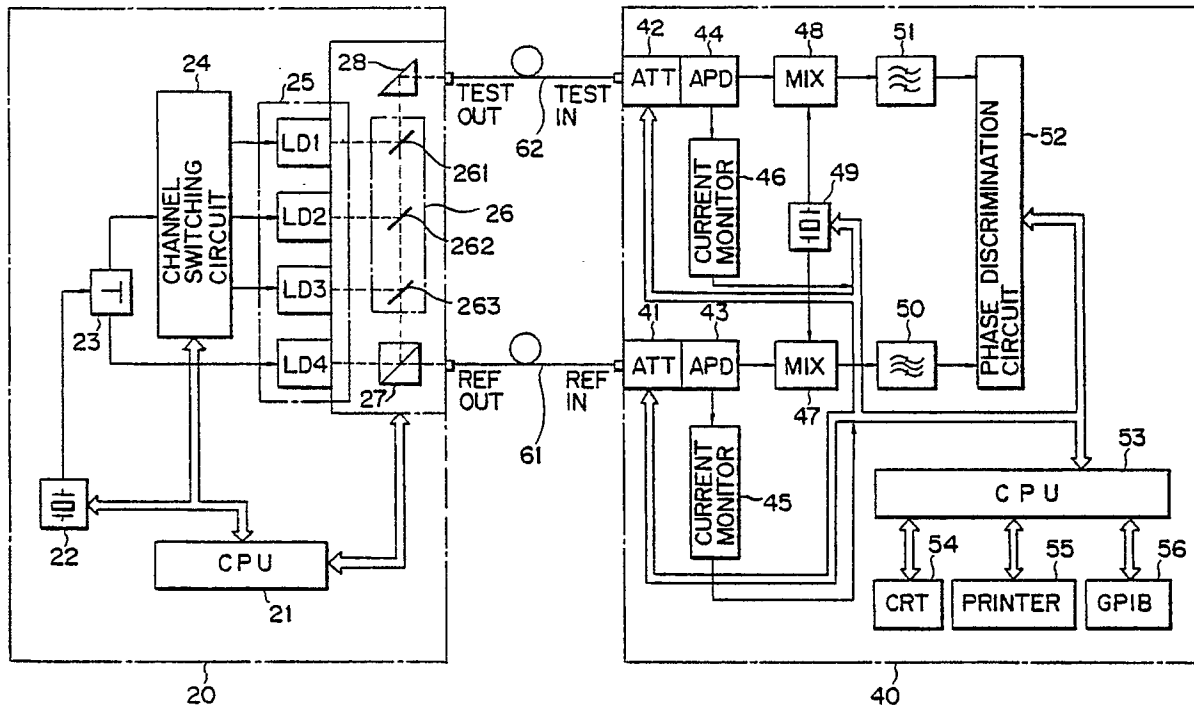 24
CHANNEL
SWITCHING
CIRCUIT
25
LD1
LD2
LD3
LD4
28
261
26
262
263
27
23
22
CPU
21
20
TEST
OUT
TEST
IN
62
REF
OUT
REF
IN
61
42
44
ATT
APD
48
MIX
51
CURRENT
MONITOR
46
49
PHASE DISCRIMINATION
CIRCUIT
52
41
43
ATT
APD
MIX
47
50
CURRENT
MONITOR
45
53
CPU
54
CRT
55
PRINTER
56
GPIB
40